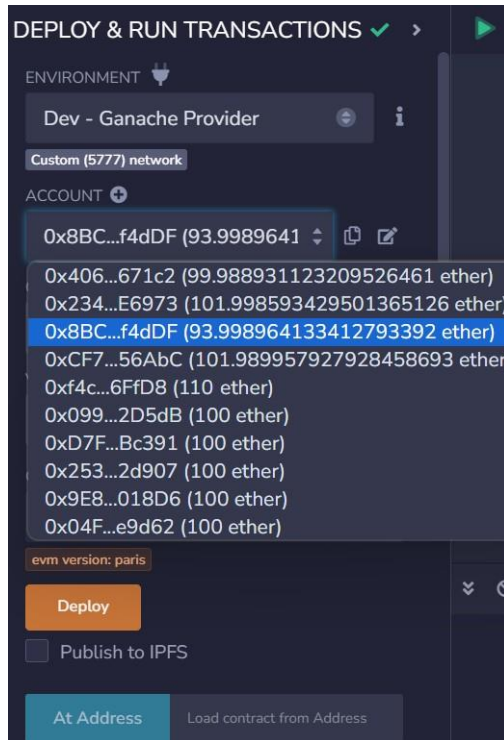 DEPLOY & RUN TRANSACTIONS
ENVIRONMENT
Dev - Ganache Provider
Custom (5777) network
ACCOUNT
0x8BC...f4dDF (93.9989641
0x406...671c2 (99.988931123209526461 ether)
0x234...E6973 (101.998593429501365126 ether)
0x8BC...f4dDF (93.998964133412793392 ether)
0xCF7...56AbC (101.989957927928458693 ether
0xf4c...6FfD8 (110 ether)
0x099...2D5dB (100 ether)
0xD7F...Bc391 (100 ether)
0x253...2d907 (100 ether)
0x9E8...018D6 (100 ether)
0x04F...e9d62 (100 ether)
evm version: paris
Deploy
Publish to IPFS
At Address Load contract from Address